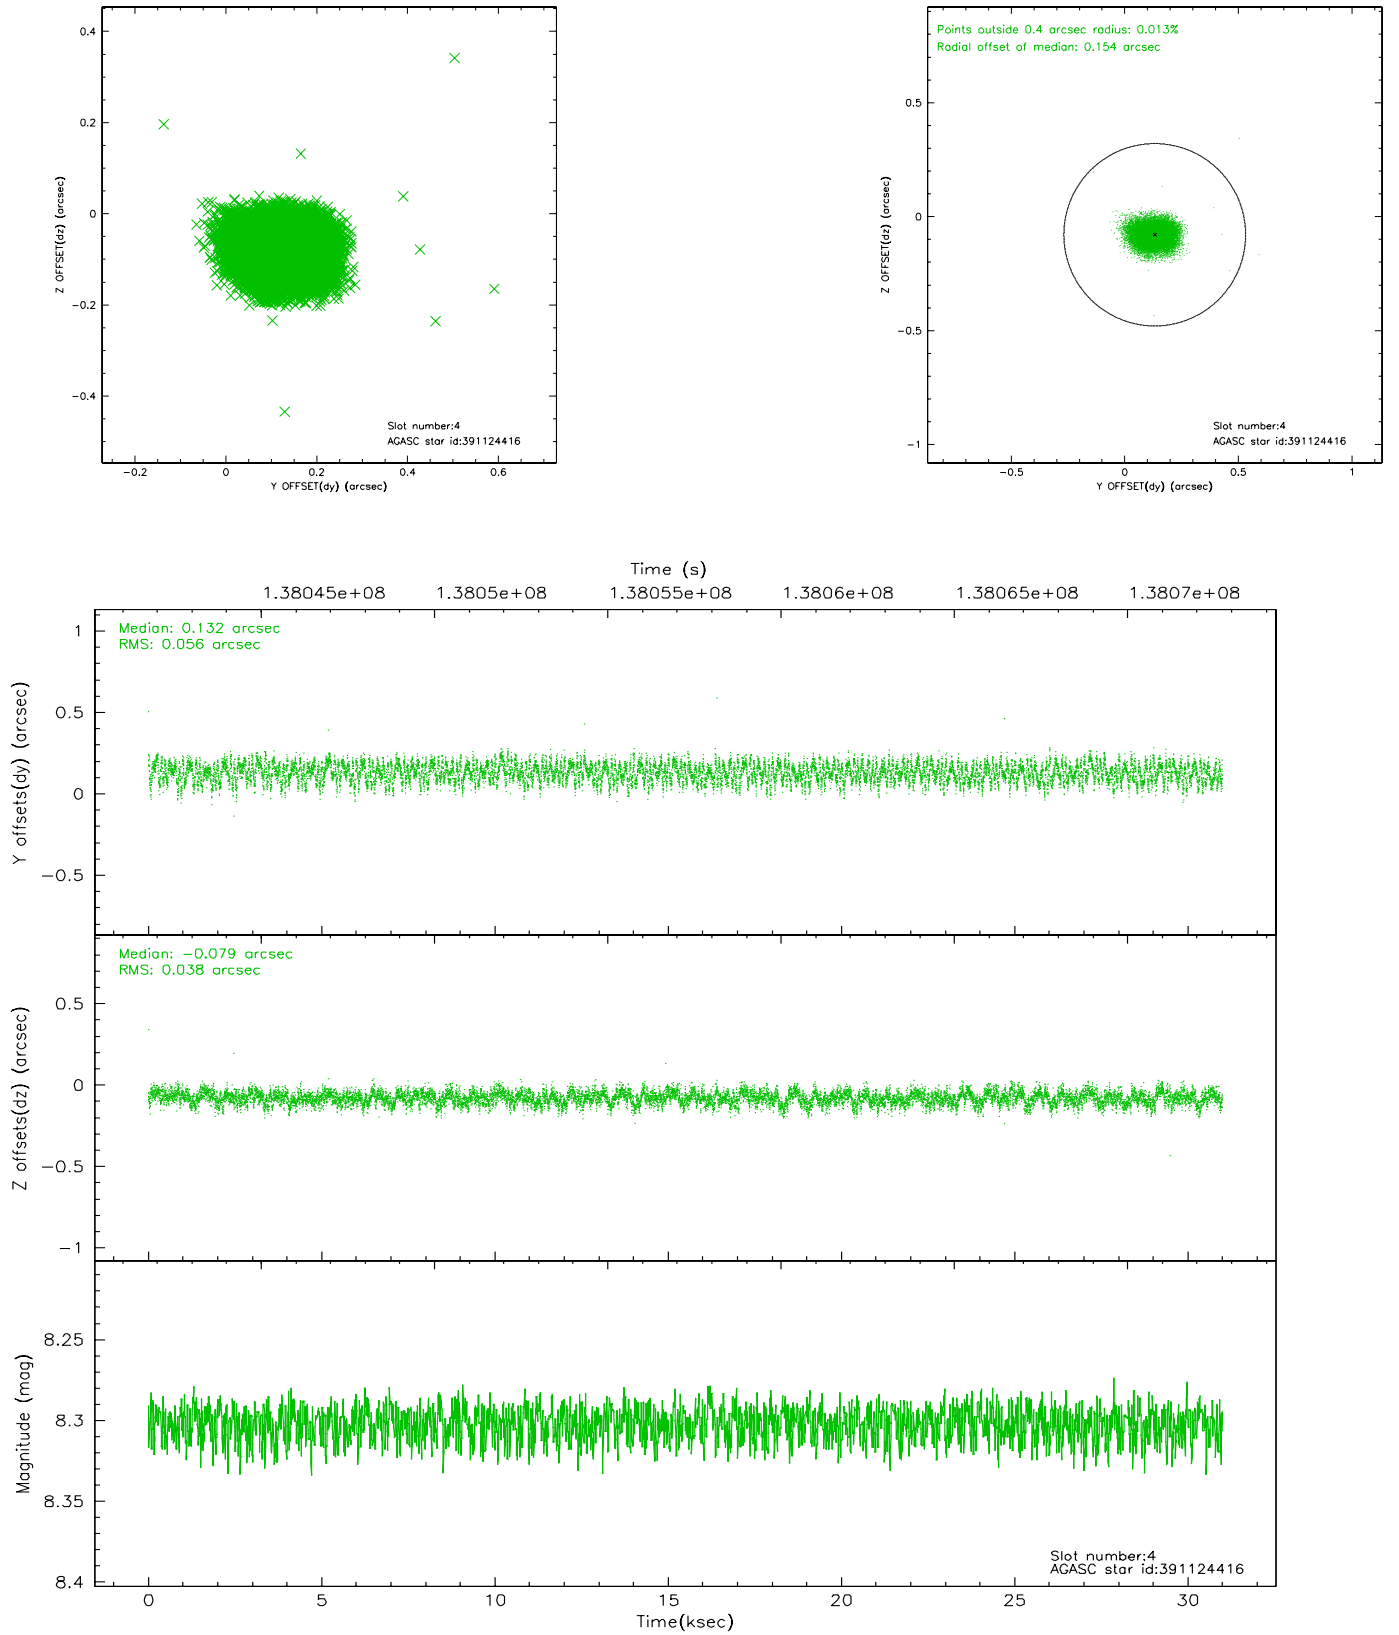 0.4
0.2
0
−0.2
−0.4
Z OFFSET(dz) (arcsec)
Slot number:4
AGASC star id:391124416
−0.2 0 0.2 0.4 0.6
Y OFFSET(dy) (arcsec)
Points outside 0.4 arcsec radius: 0.013%
Radial offset of median: 0.154 arcsec
0.5
0
−0.5
−1
Z OFFSET(dz) (arcsec)
Slot number:4
AGASC star id:391124416
−0.5 0 0.5 1
Y OFFSET(dy) (arcsec)
Time (s)
1.38045e+08 1.3805e+08 1.38055e+08 1.3806e+08 1.38065e+08 1.3807e+08
Median: 0.132 arcsec
RMS: 0.056 arcsec
1
0.5
0
−0.5
Y offsets(dy) (arcsec)
Median: −0.079 arcsec
RMS: 0.038 arcsec
0.5
0
−0.5
−1
Z offsets(dz) (arcsec)
8.25
8.3
8.35
8.4
Magnitude (mag)
Slot number:4
AGASC star id:391124416
0 5 10 15 20 25 30
Time(ksec)